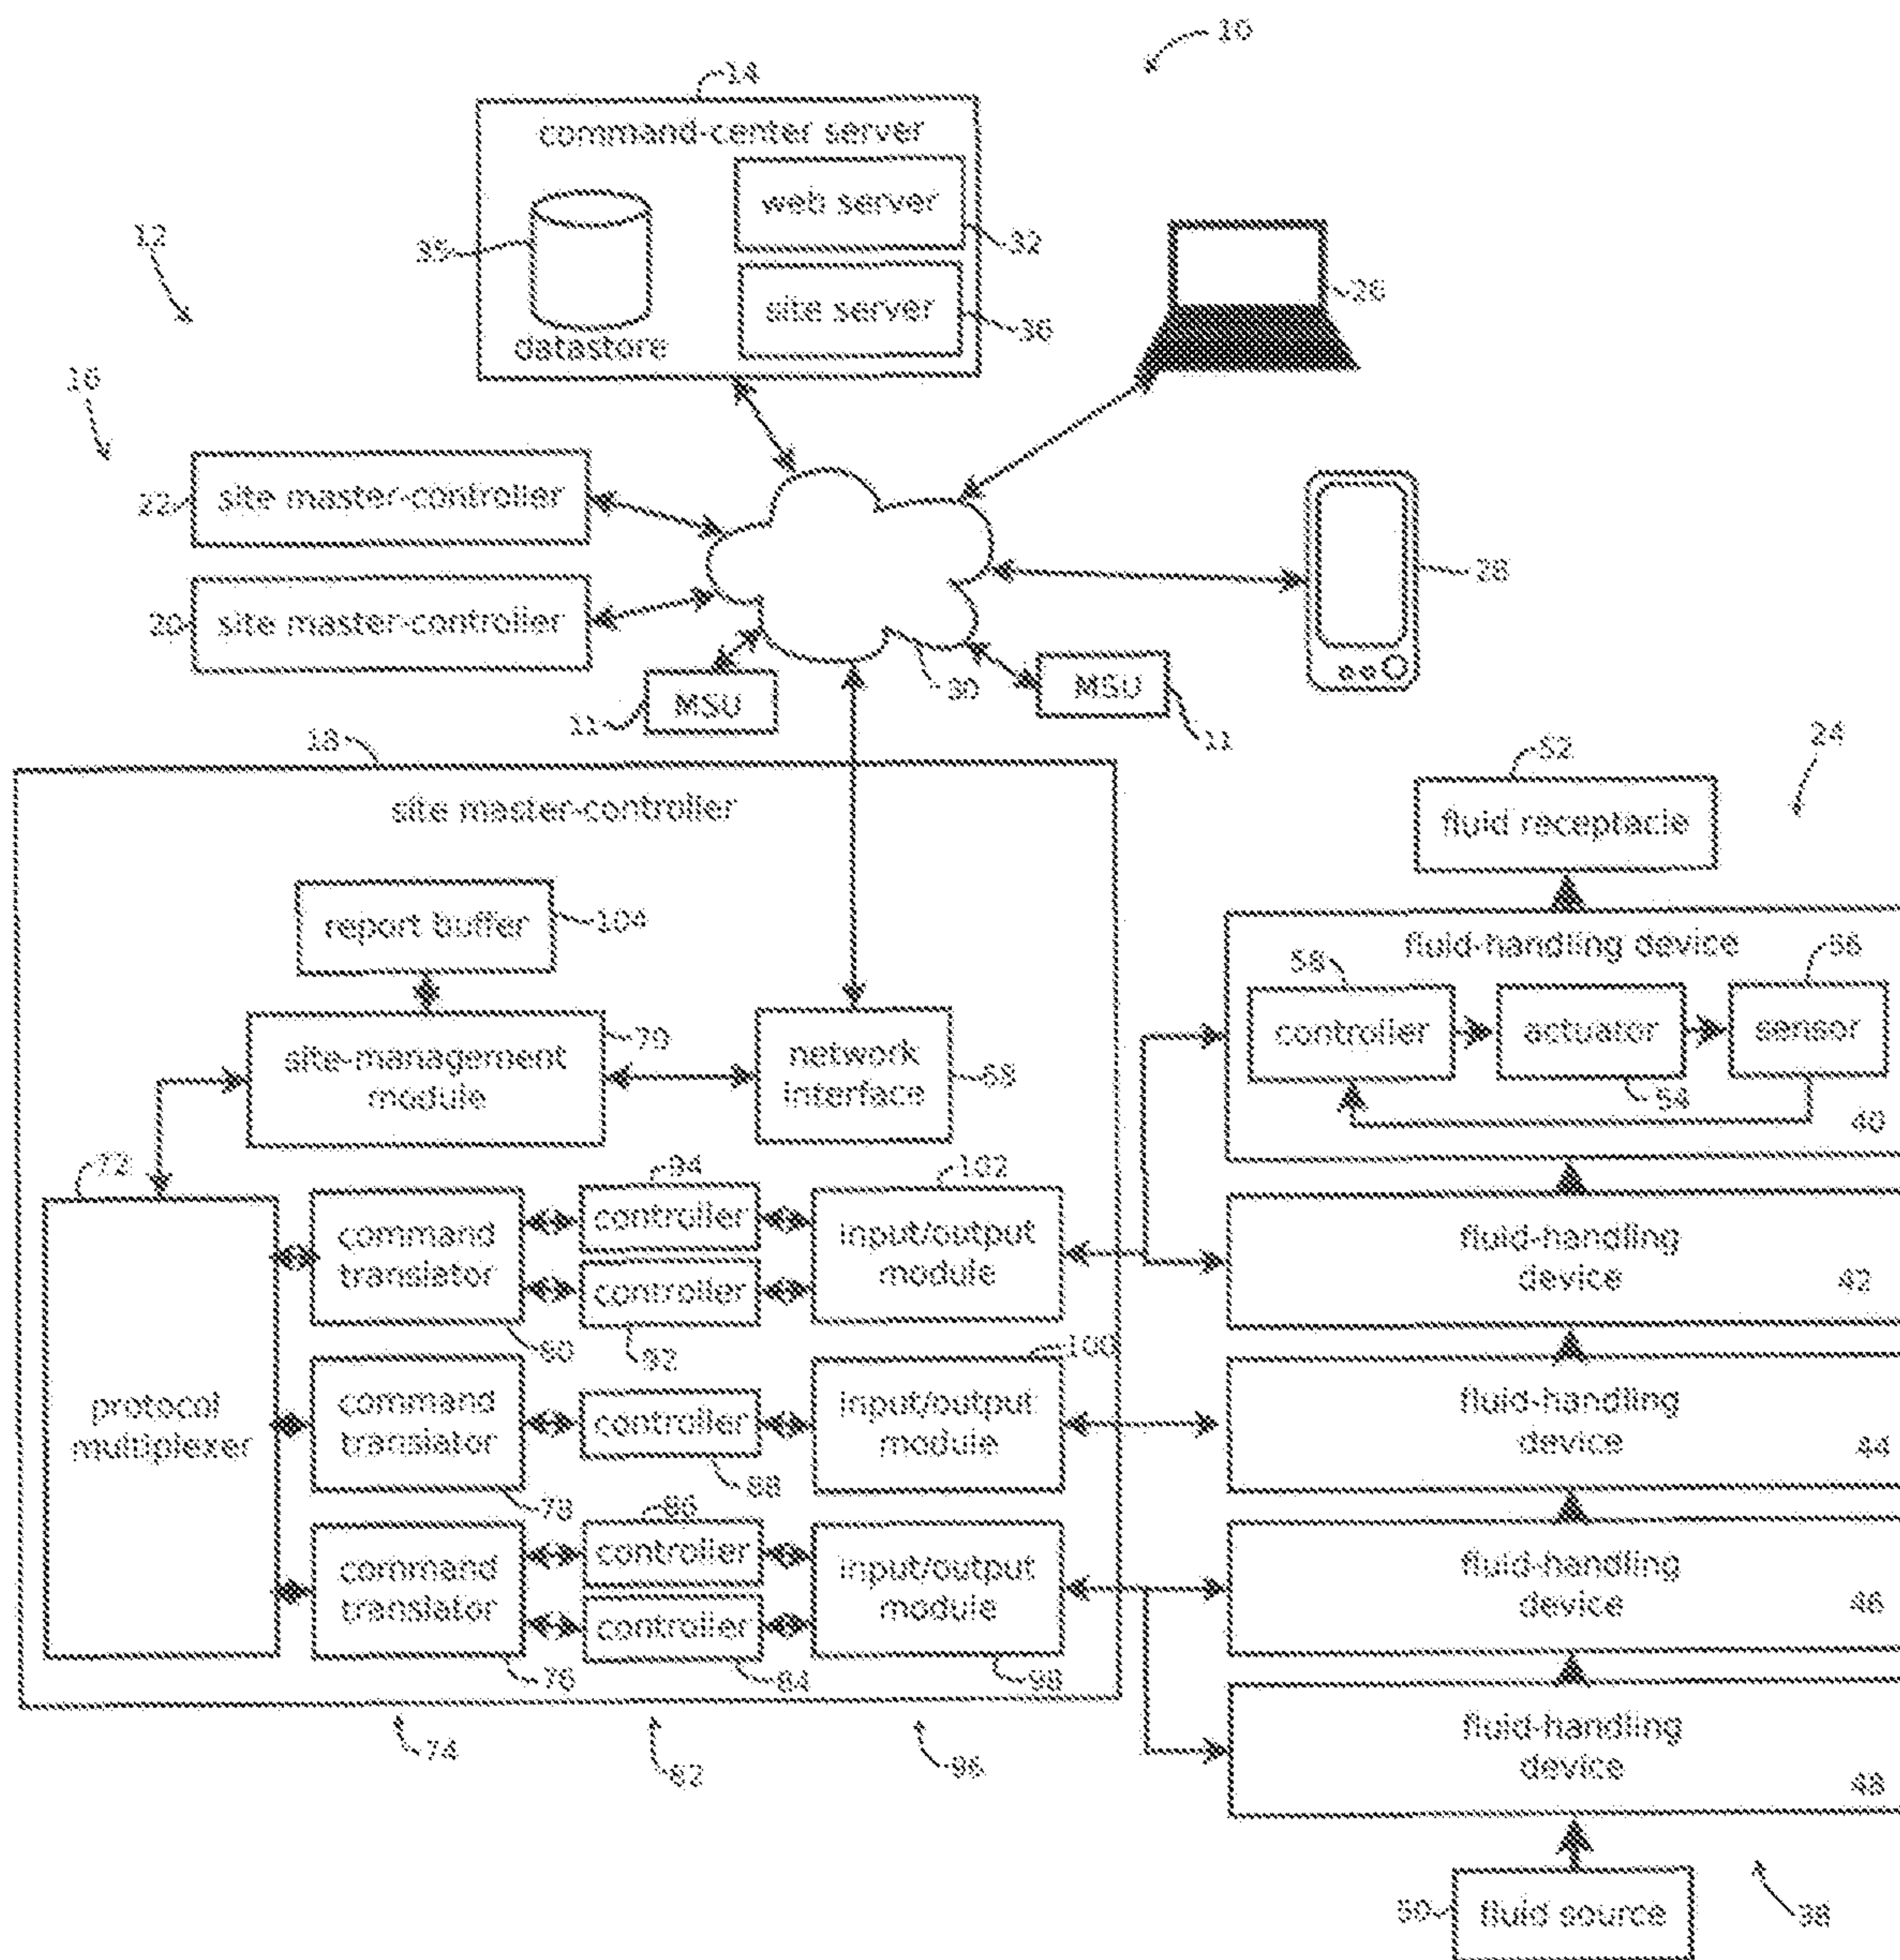 10
14
command-center server
web server
12
35
32
site server
26
36
datastore
16
22
site master-controller
28
20
site master-controller
30
MSU
MSU
11
11
18
52
24
site master-controller
fluid receptacle
report buffer
104
fluid-handling device
56
58
controller
actuator
sensor
70
site-management
module
network
interface
68
54
40
72
94
102
command
translator
controller
input/output
module
fluid-handling
device
controller
42
80
92
100
protocol
multiplexer
command
translator
controller
input/output
module
fluid-handling
device
44
78
88
86
command
translator
controller
input/output
module
fluid-handling
device
controller
46
76
84
98
74
82
96
fluid-handling
device
48
50
fluid source
38